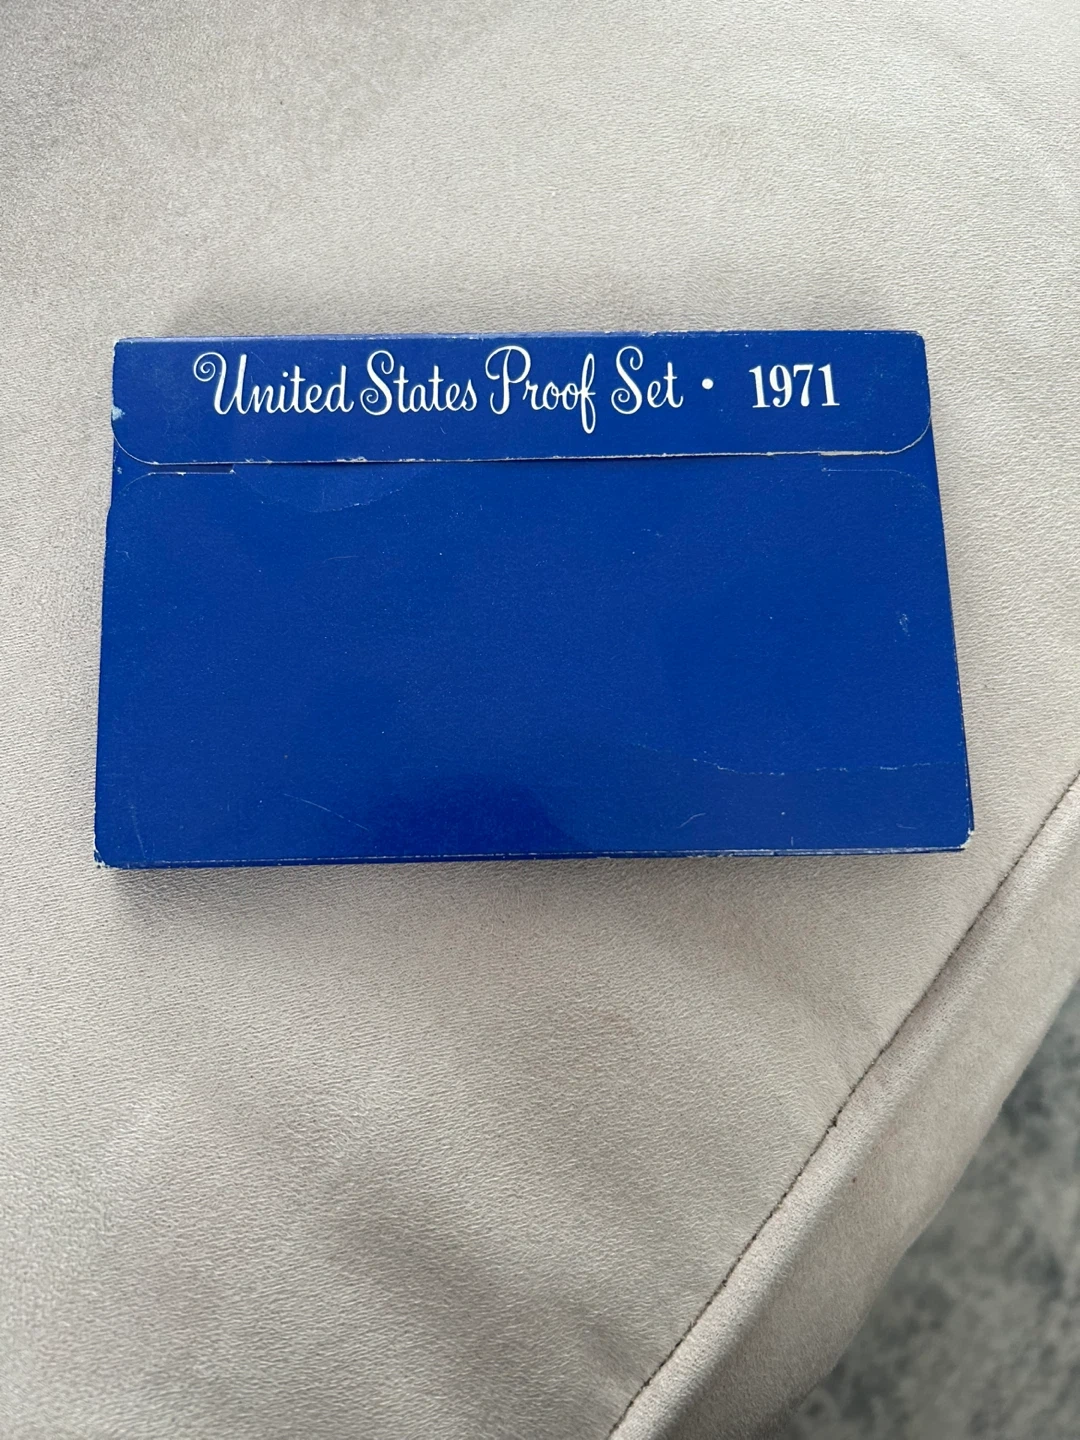 United States Proof Set • 1971